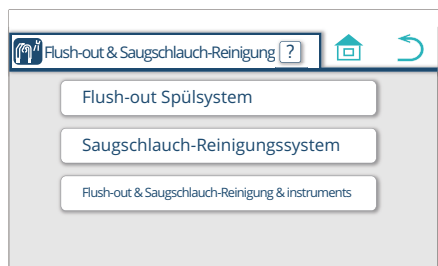 Flush-out & Saugschlauch-Reinigung ?
Flush-out Spülsystem
Saugschlauch-Reinigungssystem
Flush-out & Saugschlauch-Reinigung & instruments